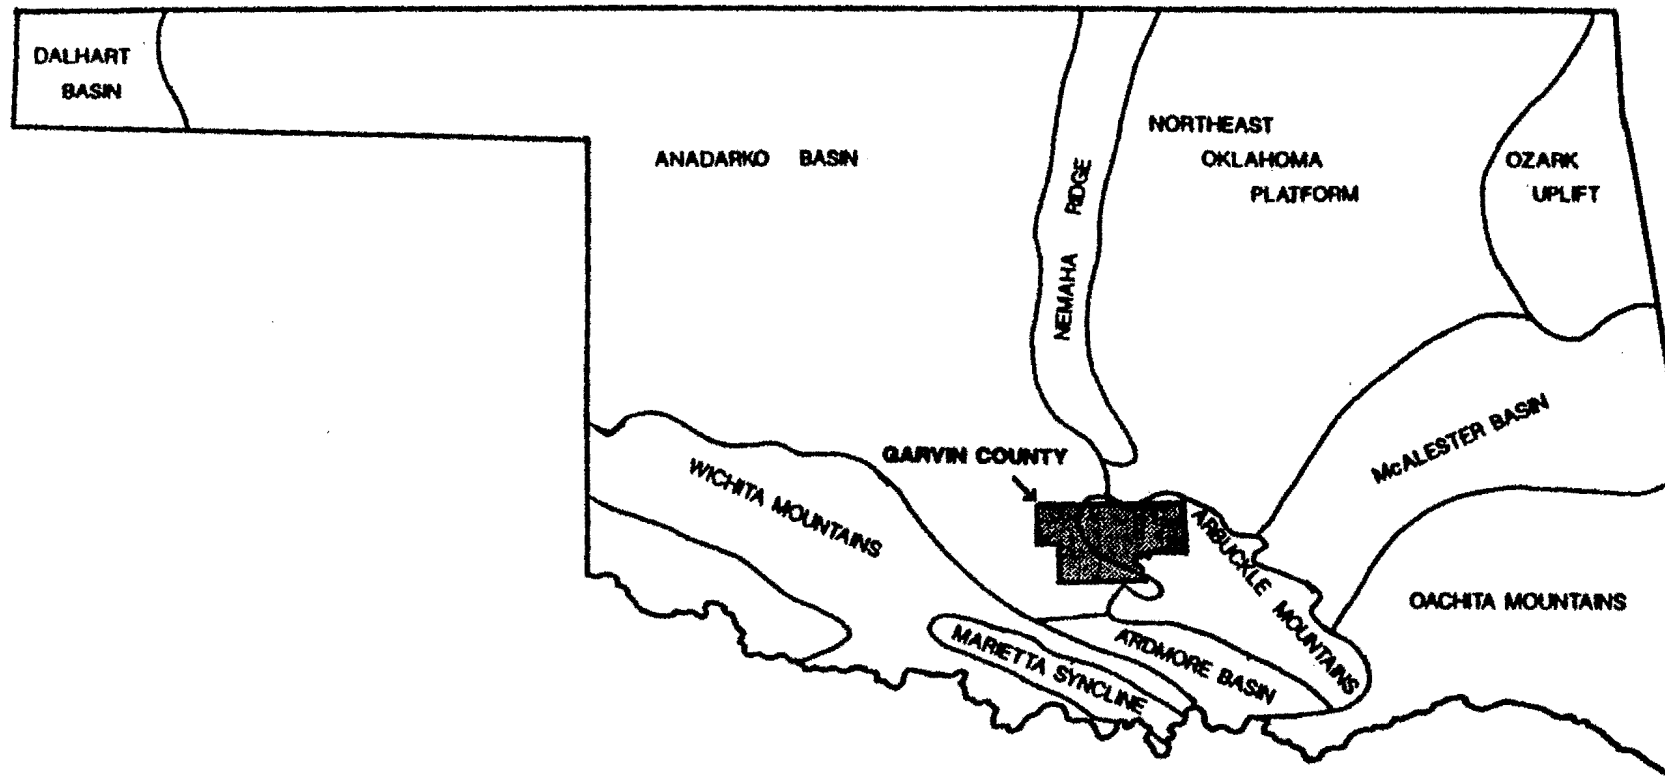 DALHART
BASIN
ANADARKO BASIN
NEMAHA RIDGE
NORTHEAST
OKLAHOMA
PLATFORM
OZARK
UPLIFT
McALESTER BASIN
GARVIN COUNTY
WICHITA MOUNTAINS
ARBUCKLE MOUNTAINS
OACHITA MOUNTAINS
ARDMORE BASIN
MARIETTA SYNCLINE